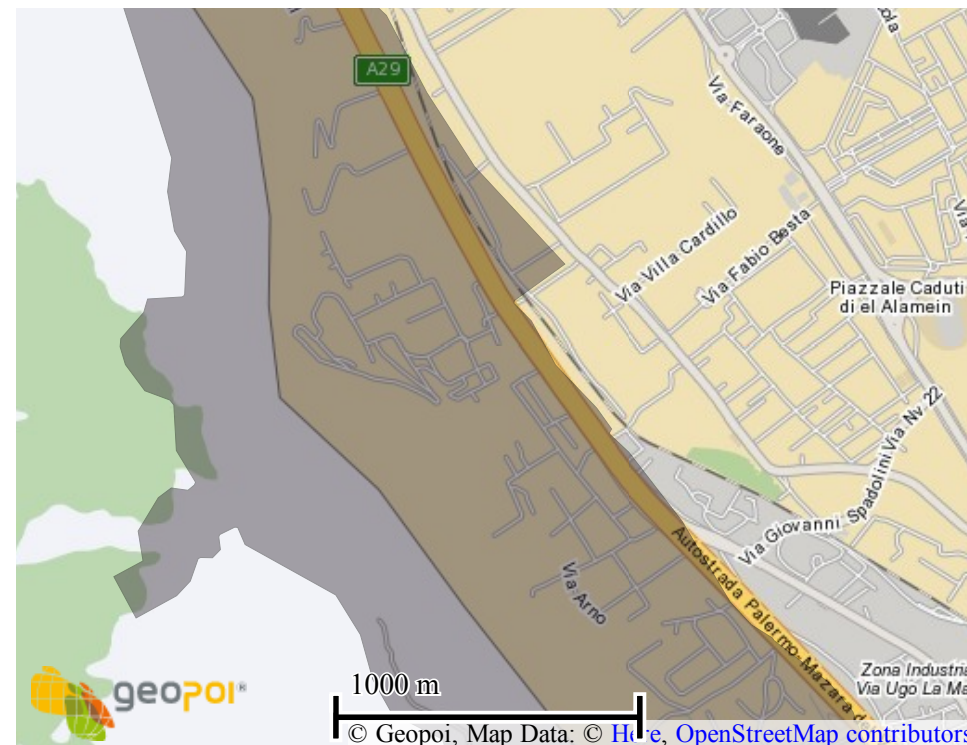 A29
Via Faraone
Via Villa Cardillo
Via Fabio Besta
Piazzale Caduti
di el Alamein
Via Nv 22
Via Giovanni Spadolini
Autostrada Palermo-Mazara d
Via Arno
Zona Industria
Via Ugo La Ma
geopoi®
1000 m
© Geopoi, Map Data: © Here, OpenStreetMap contributors